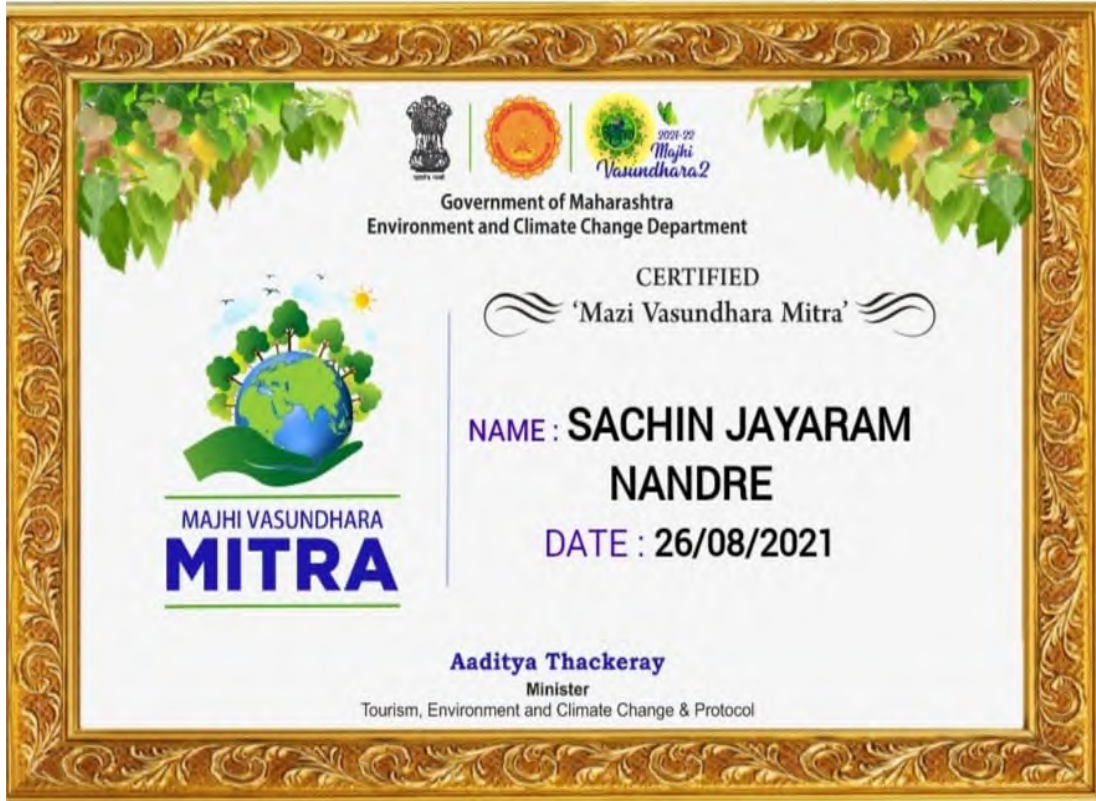 2021-22
Majhi
Vasundhara2
Government of Maharashtra
Environment and Climate Change Department
CERTIFIED
‘Mazi Vasundhara Mitra’
NAME : SACHIN JAYARAM
NANDRE
DATE : 26/08/2021
MAJHI VASUNDHARA
MITRA
Aaditya Thackeray
Minister
Tourism, Environment and Climate Change & Protocol